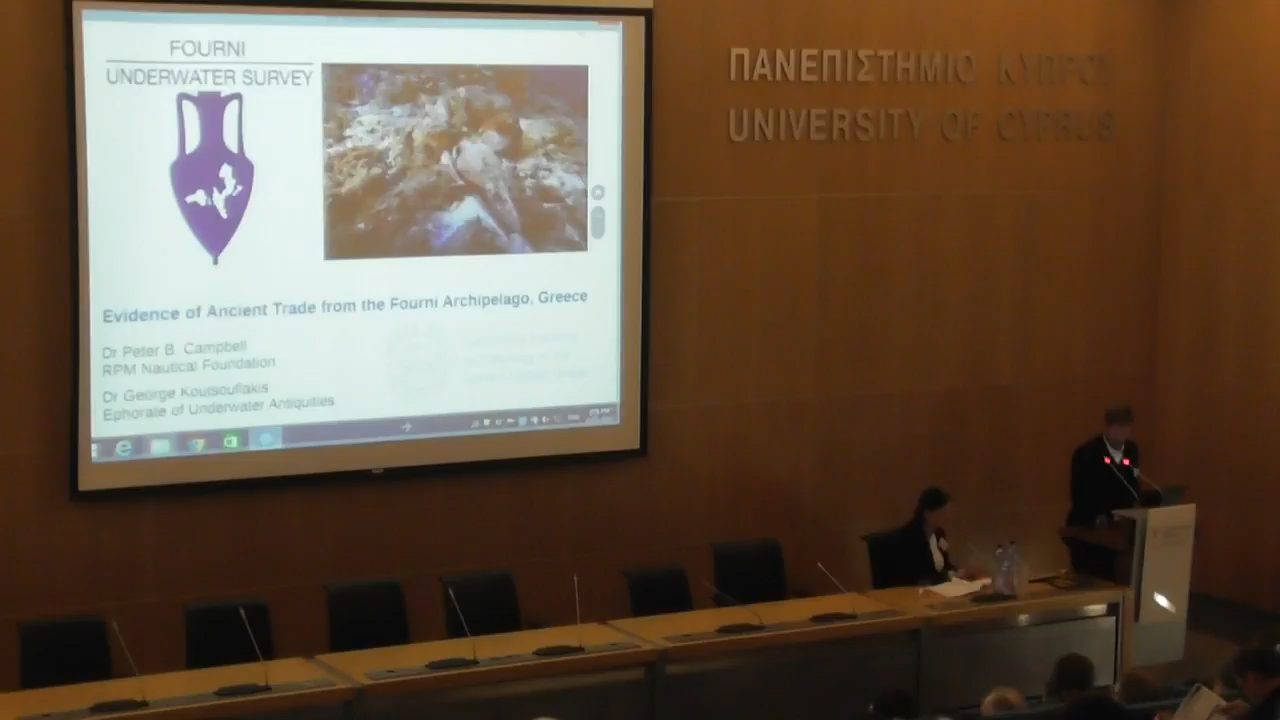 FOURNI
UNDERWATER SURVEY
Evidence of Ancient Trade from the Fourni Archipelago, Greece
Dr Peter B. Campbell
RPM Nautical Foundation
Dr George Koutsouflakis
Ephorate of Underwater Antiquities
ΠΑΝΕΠΙΣΤΗΜΙΟ ΚΥΠΡΟΥ
UNIVERSITY OF CYPRUS